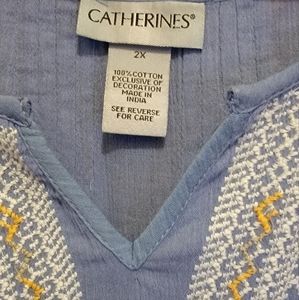 CATHERINES®
2X
100% COTTON
EXCLUSIVE OF
DECORATION
MADE IN
INDIA
SEE REVERSE
FOR CARE